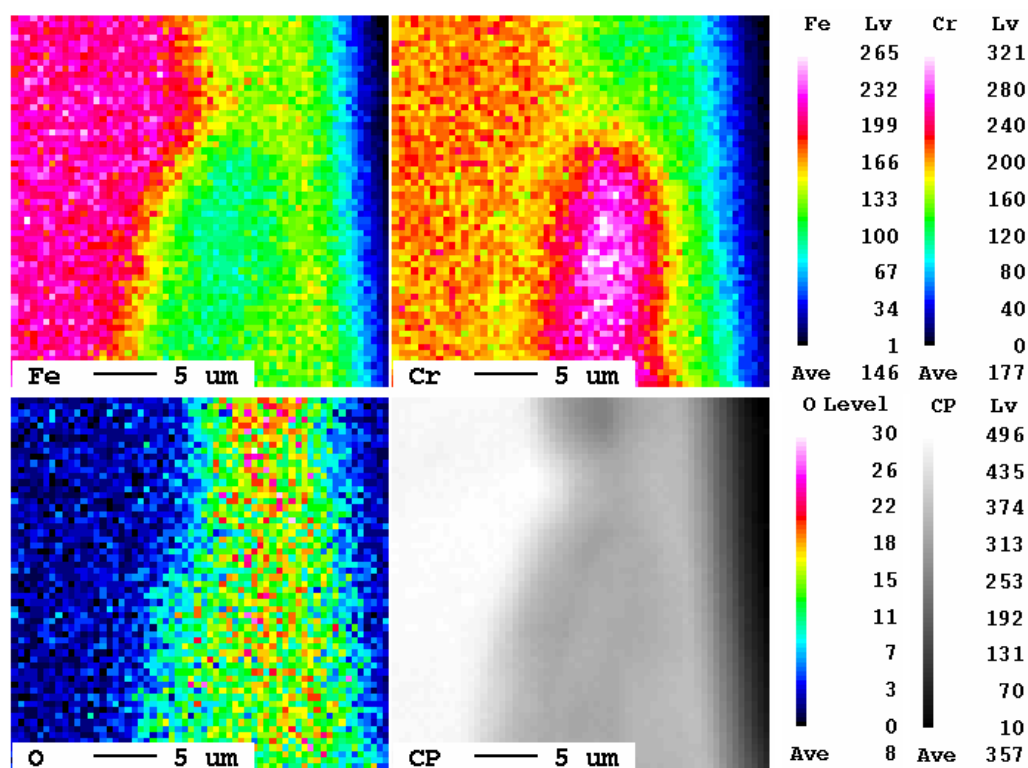 Fe Lv Cr Lv
265 321
232 280
199 240
166 200
133 160
100 120
67 80
34 40
1 0
Ave 146 Ave 177
Fe 5 um
Cr 5 um
O Level CP Lv
30 496
26 435
22 374
18 313
15 253
11 192
7 131
3 70
0 10
Ave 8 Ave 357
O 5 um
CP 5 um